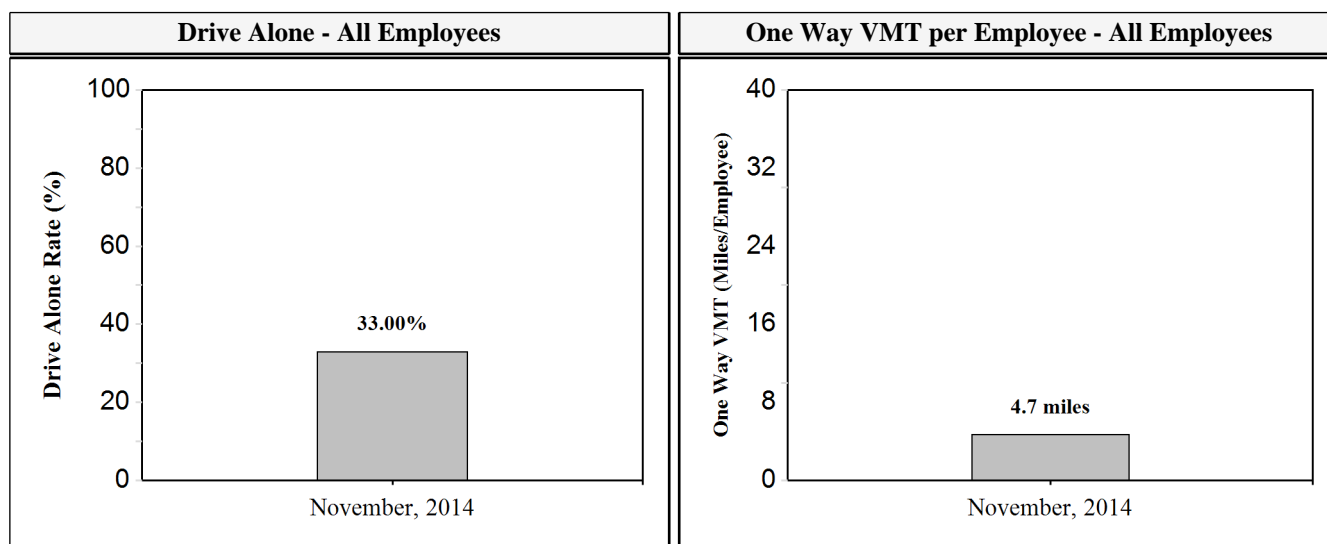 Drive Alone - All Employees
Drive Alone Rate (%)
100
80
60
40
20
0
33.00%
November, 2014
One Way VMT per Employee - All Employees
One Way VMT (Miles/Employee)
40
32
24
16
8
0
4.7 miles
November, 2014